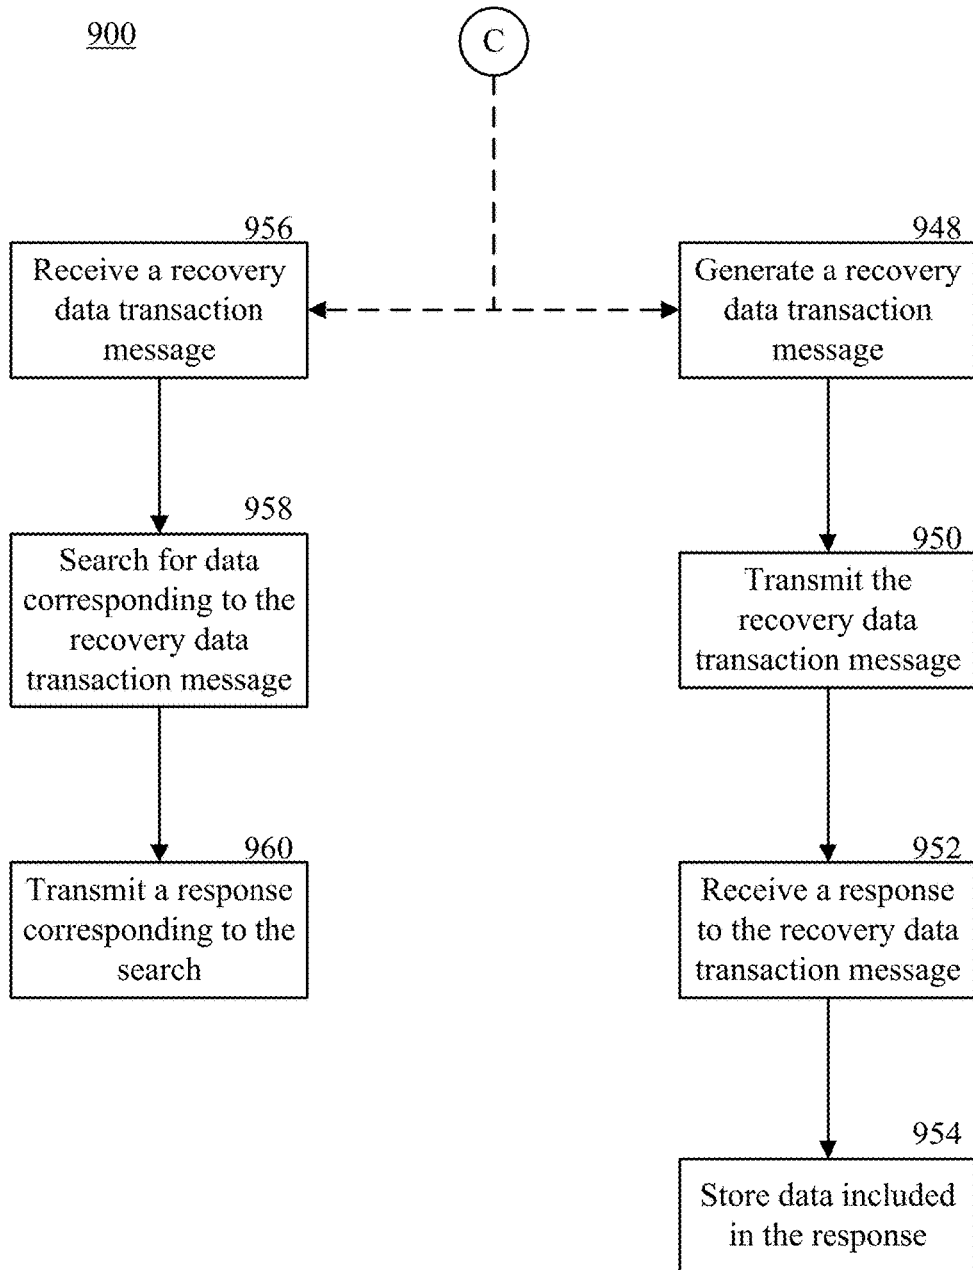 900
C
956
Receive a recovery
data transaction
message
948
Generate a recovery
data transaction
message
958
Search for data
corresponding to the
recovery data
transaction message
950
Transmit the
recovery data
transaction message
960
Transmit a response
corresponding to the
search
952
Receive a response
to the recovery data
transaction message
954
Store data included
in the response